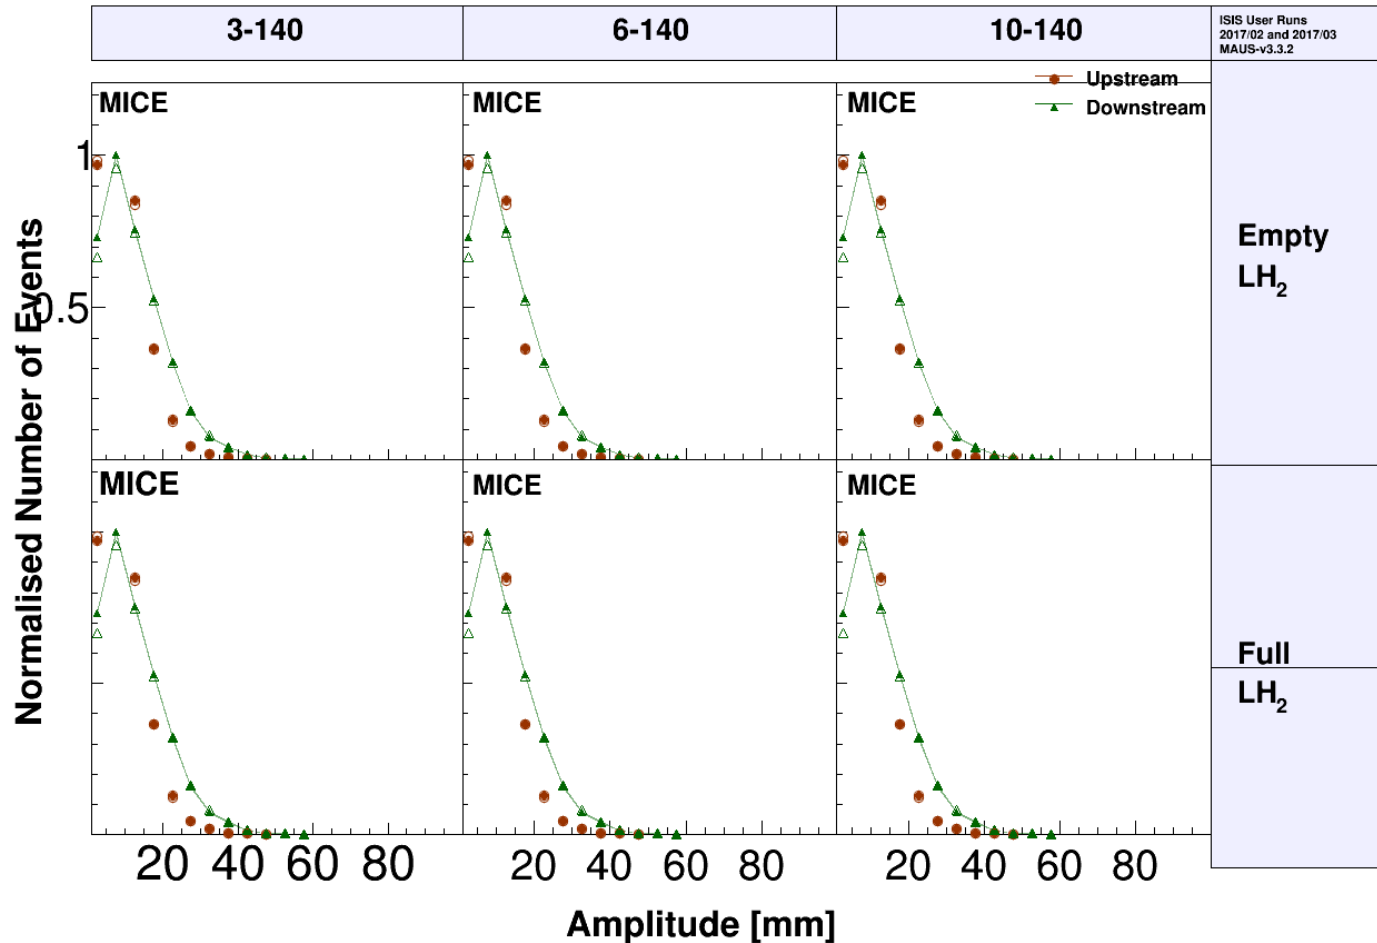 3-140
6-140
10-140
ISIS User Runs
2017/02 and 2017/03
MAUS-v3.3.2
Upstream
Downstream
MICE
MICE
MICE
1
0.5
Normalised Number of Events
Empty
LH2
MICE
MICE
MICE
Full
LH2
20 40 60 80
20 40 60 80
20 40 60 80
Amplitude [mm]